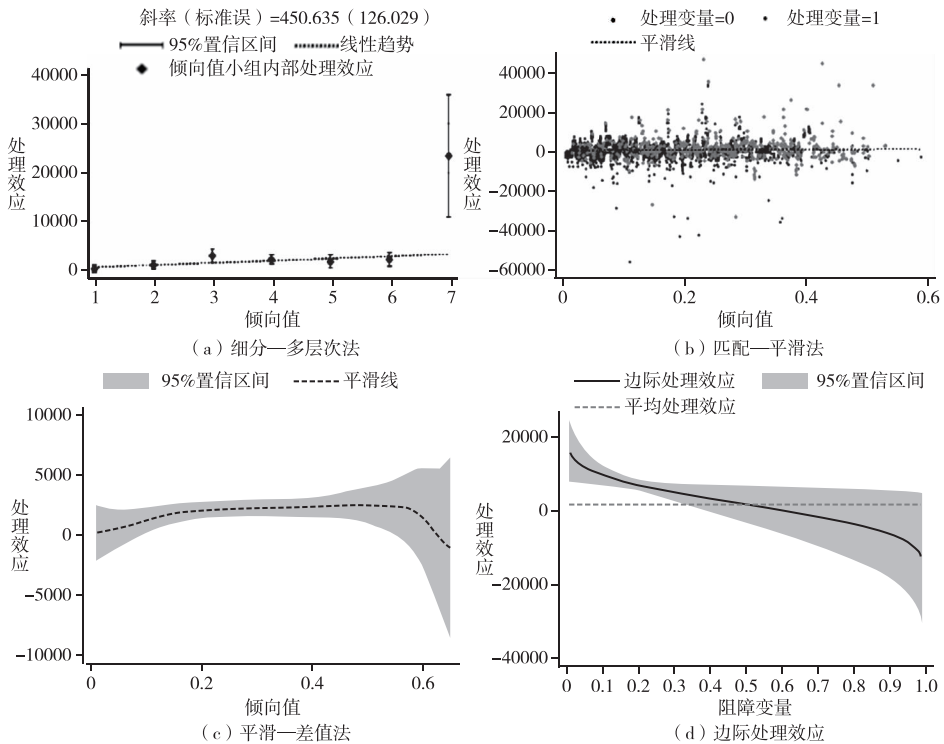 斜率（标准误）=450.635（126.029）
95%置信区间 线性趋势
倾向值小组内部处理效应
40000
30000
20000
10000
0
处理效应
1 2 3 4 5 6 7
倾向值
（a）细分—多层次法
处理变量=0 处理变量=1
平滑线
40000
20000
0
−20000
−40000
−60000
处理效应
0 0.2 0.4 0.6
倾向值
（b）匹配—平滑法
95%置信区间 平滑线
10000
5000
0
−5000
−10000
处理效应
0 0.2 0.4 0.6
倾向值
（c）平滑—差值法
边际处理效应 95%置信区间
平均处理效应
20000
0
−20000
−40000
处理效应
0 0.1 0.2 0.3 0.4 0.5 0.6 0.7 0.8 0.9 1.0
阻障变量
（d）边际处理效应